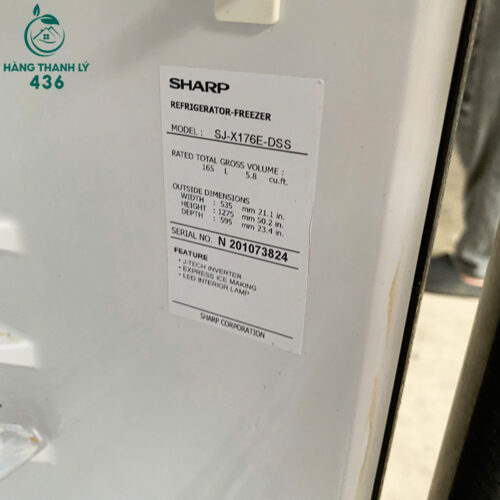 HÀNG THANH LÝ
436
SHARP
REFRIGERATOR-FREEZER
MODEL : SJ-X176E-DSS
RATED TOTAL GROSS VOLUME :
165 L 5.8 cu.ft.
OUTSIDE DIMENSIONS
WIDTH : 535 mm 21.1 in.
HEIGHT : 1275 mm 50.2 in.
DEPTH : 595 mm 23.4 in.
SERIAL NO. N 201073824
FEATURE
• J-TECH INVERTER
• EXPRESS ICE MAKING
• LED INTERIOR LAMP
SHARP CORPORATION